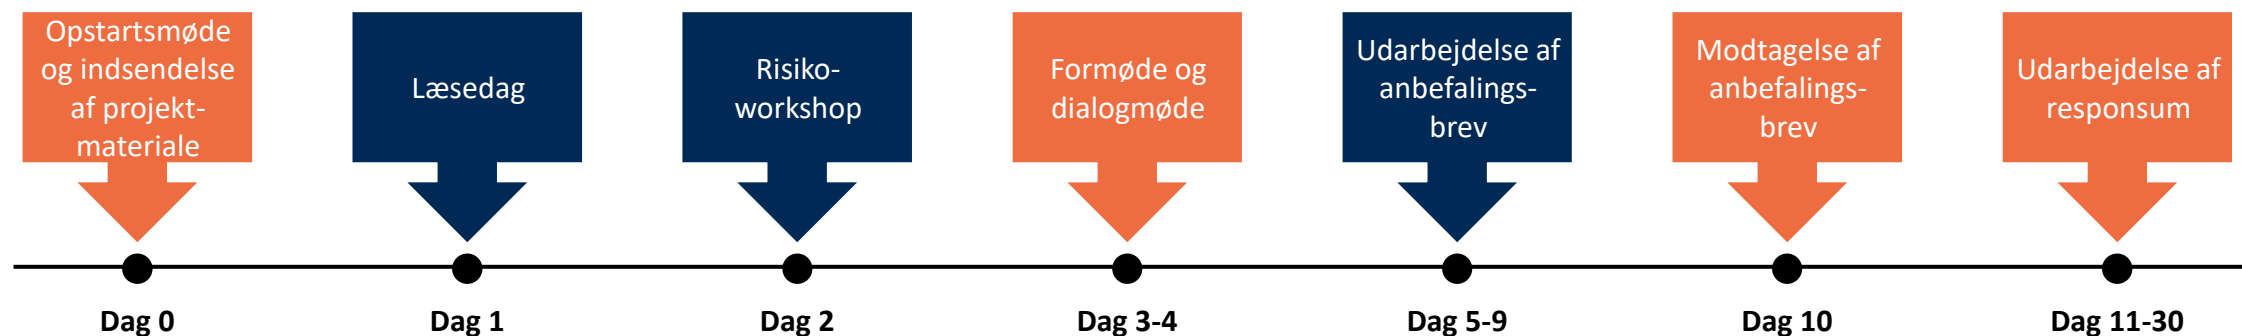 Opstartsmøde
og indsendelse
af projekt-
materiale
Læsedag
Risiko-
workshop
Formøde og
dialogmøde
Udarbejdelse af
anbefalings-
brev
Modtagelse af
anbefalings-
brev
Udarbejdelse af
responsum
Dag 0
Dag 1
Dag 2
Dag 3-4
Dag 5-9
Dag 10
Dag 11-30